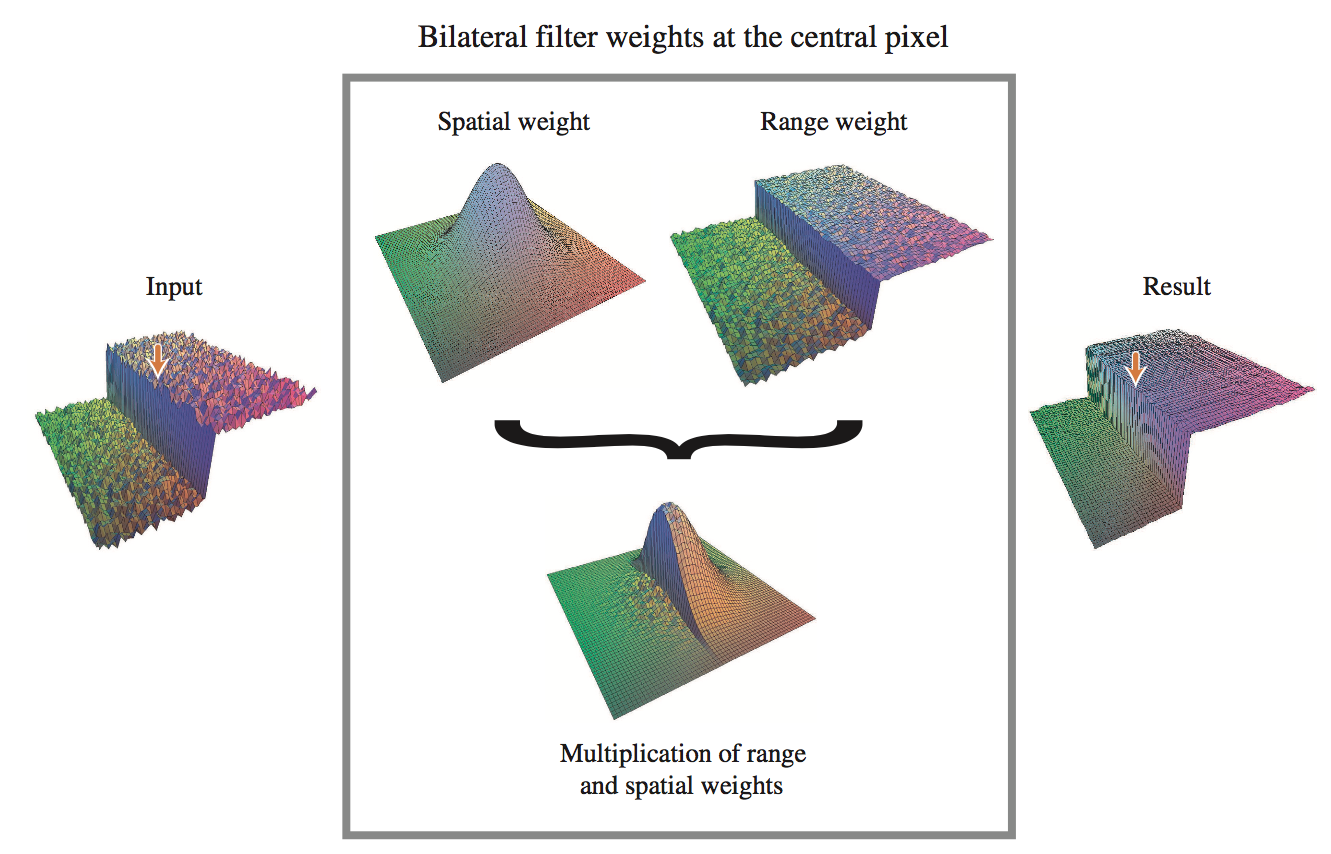 Bilateral filter weights at the central pixel
Spatial weight
Range weight
Input
Result
Multiplication of range
and spatial weights